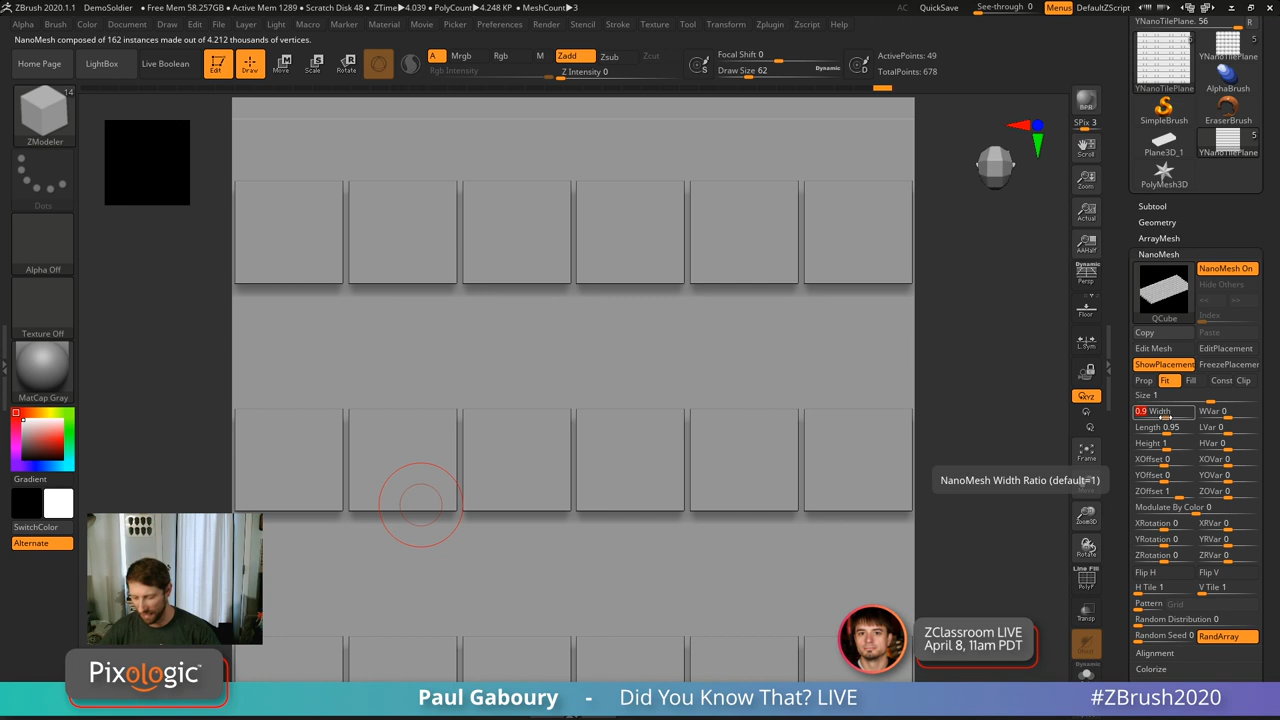 ZBrush 2020.1.1 DemoSoldier • Free Mem 58.257GB • Active Mem 1289 • Scratch Disk 48 • ZTime▶4.039 • PolyCount▶4.248 KP • MeshCount▶3 AC QuickSave See-through 0 Menus DefaultZScript
Alpha Brush Color Document Draw Edit File Layer Light Macro Marker Material Movie Picker Preferences Render Stencil Stroke Texture Tool Transform Zplugin Zscript Help
NanoMesh composed of 162 instances made out of 4.212 thousands of vertices.
Home Page LightBox Live Boolean Edit Draw Move Scale Rotate
A Mrgb Rgb Zadd Zsub Zcut
Rgb Intensity Z Intensity 0
Focal Shift 0
Draw Size 62 Dynamic
S D
ActivePoints: 49
TotalPoints: 678
14
ZModeler
Dots
Alpha Off
Texture Off
MatCap Gray
Gradient
SwitchColor
Alternate
BPR
SPix 3
Scroll
Zoom
Actual
AAHalf
Dynamic
Persp
Floor
L.Sym
XYZ
Frame
Move
Zoom3D
Rotate
Line Fill
PolyF
Transp
Dynamic
YNanoTilePlane. 56 R
5
YNanoTilePlane YNanoTilePlane
AlphaBrush
SimpleBrush EraserBrush
5
Plane3D_1 YNanoTilePlane
PolyMesh3D
Subtool
Geometry
ArrayMesh
NanoMesh
NanoMesh On
Hide Others
<< >>
QCube Index
Copy Paste
Edit Mesh EditPlacement
ShowPlacement FreezePlacemen
Prop Fit Fill Const Clip
Size 1
0.9 Width WVar 0
Length 0.95 LVar 0
Height 1 HVar 0
XOffset 0 XOVar 0
YOffset 0 YOVar 0
ZOffset 1 ZOVar 0
Modulate By Color 0
XRotation 0 XRVar 0
YRotation 0 YRVar 0
ZRotation 0 ZRVar 0
Flip H Flip V
H Tile 1 V Tile 1
Pattern Grid
Random Distribution 0
Random Seed 0 RandArray
Alignment
Colorize
NanoMesh Width Ratio (default=1)
ZClassroom LIVE
April 8, 11am PDT
Pixologic™
Paul Gaboury - Did You Know That? LIVE #ZBrush2020